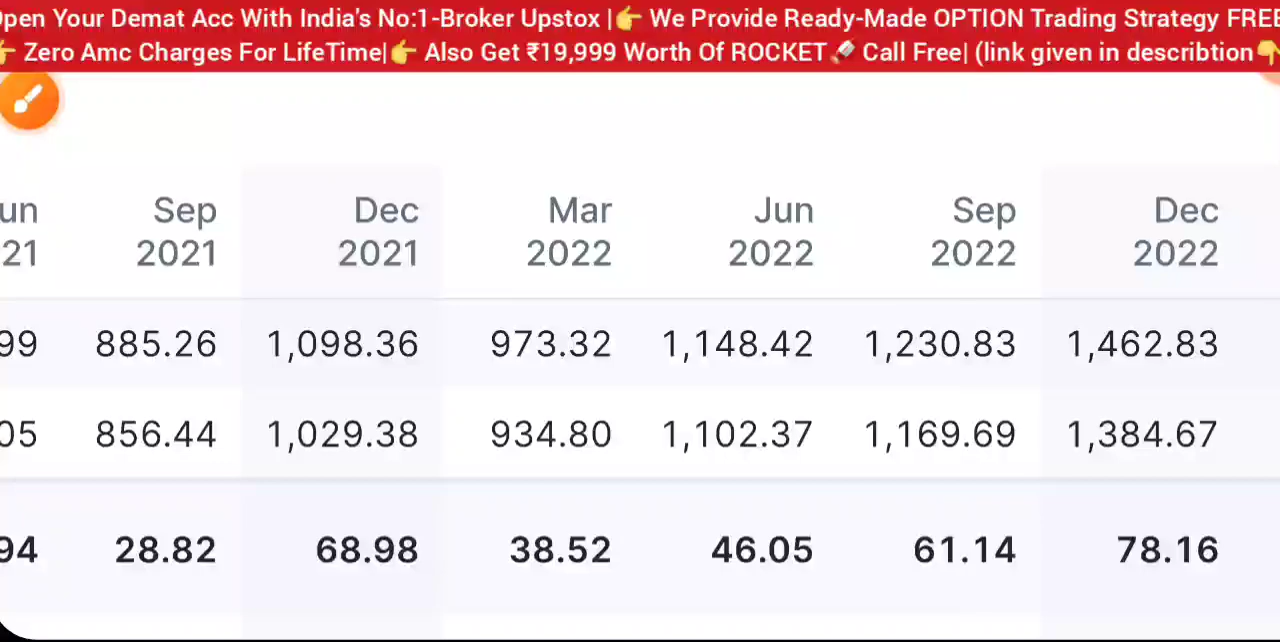 pen Your Demat Acc With India's No:1-Broker Upstox |👉 We Provide Ready-Made OPTION Trading Strategy FREE
👉 Zero Amc Charges For LifeTime|👉 Also Get ₹19,999 Worth Of ROCKET🚀 Call Free| (link given in describtion👇
un Sep Dec Mar Jun Sep Dec
21 2021 2021 2022 2022 2022 2022
99 885.26 1,098.36 973.32 1,148.42 1,230.83 1,462.83
05 856.44 1,029.38 934.80 1,102.37 1,169.69 1,384.67
94 28.82 68.98 38.52 46.05 61.14 78.16